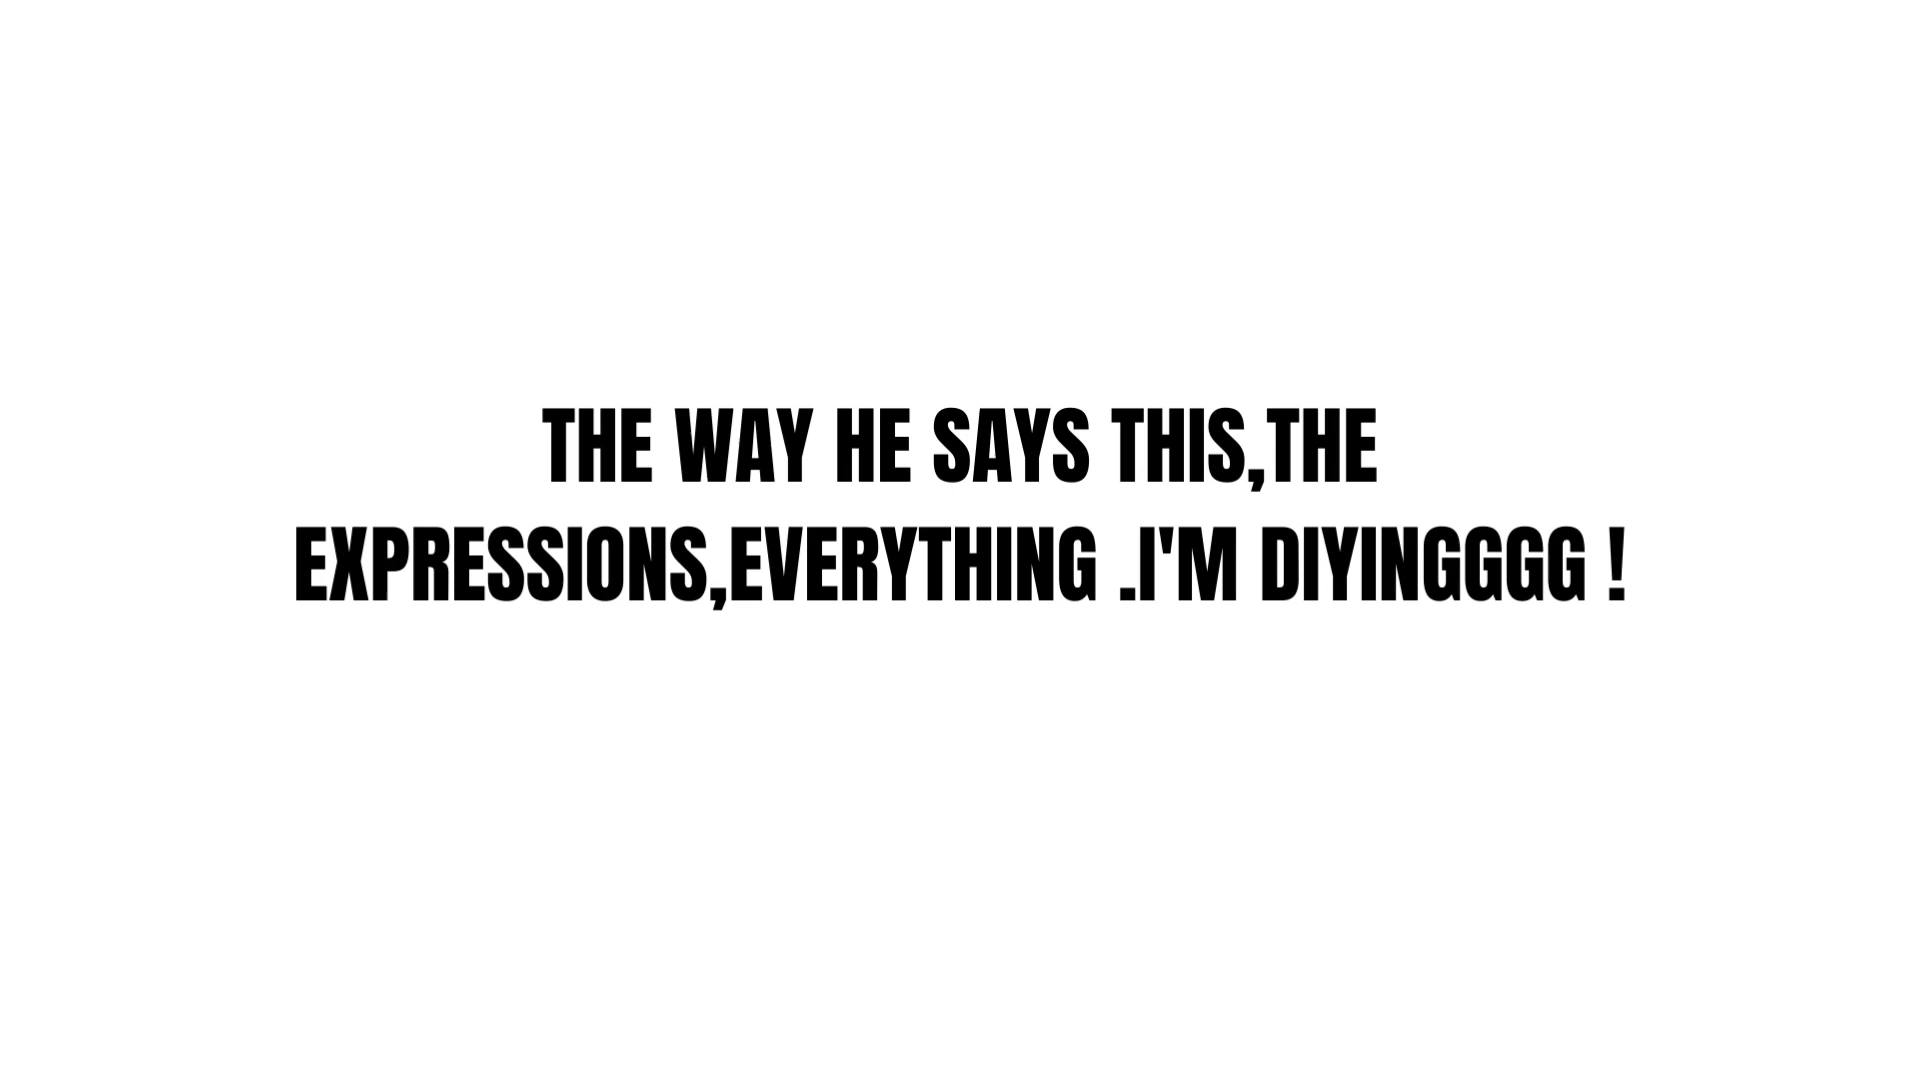 THE WAY HE SAYS THIS,THE
EXPRESSIONS,EVERYTHING .I'M DIYINGGGG !